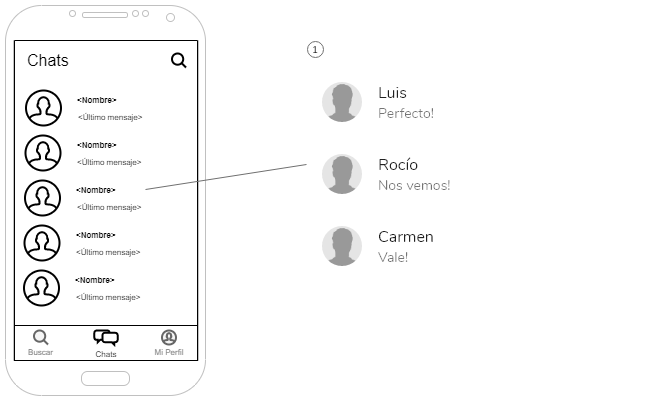 Chats
<Nombre>
<Último mensaje>
<Nombre>
<Último mensaje>
<Nombre>
<Último mensaje>
<Nombre>
<Último mensaje>
<Nombre>
<Último mensaje>
Buscar
Chats
Mi Perfil
1
Luis
Perfecto!
Rocío
Nos vemos!
Carmen
Vale!